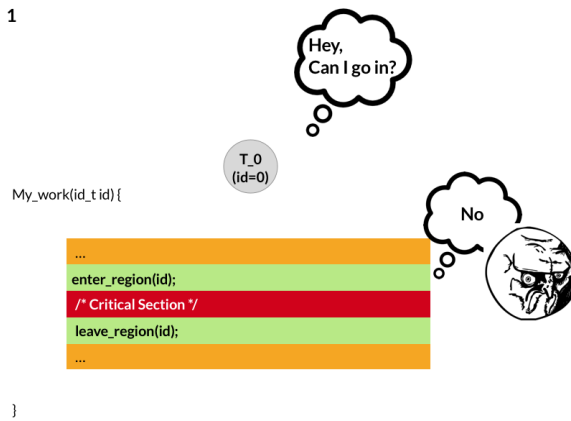 1
Hey,
Can I go in?
T_0
(id=0)
My_work(id_t id) {
No
...
enter_region(id);
/* Critical Section */
leave_region(id);
...
}